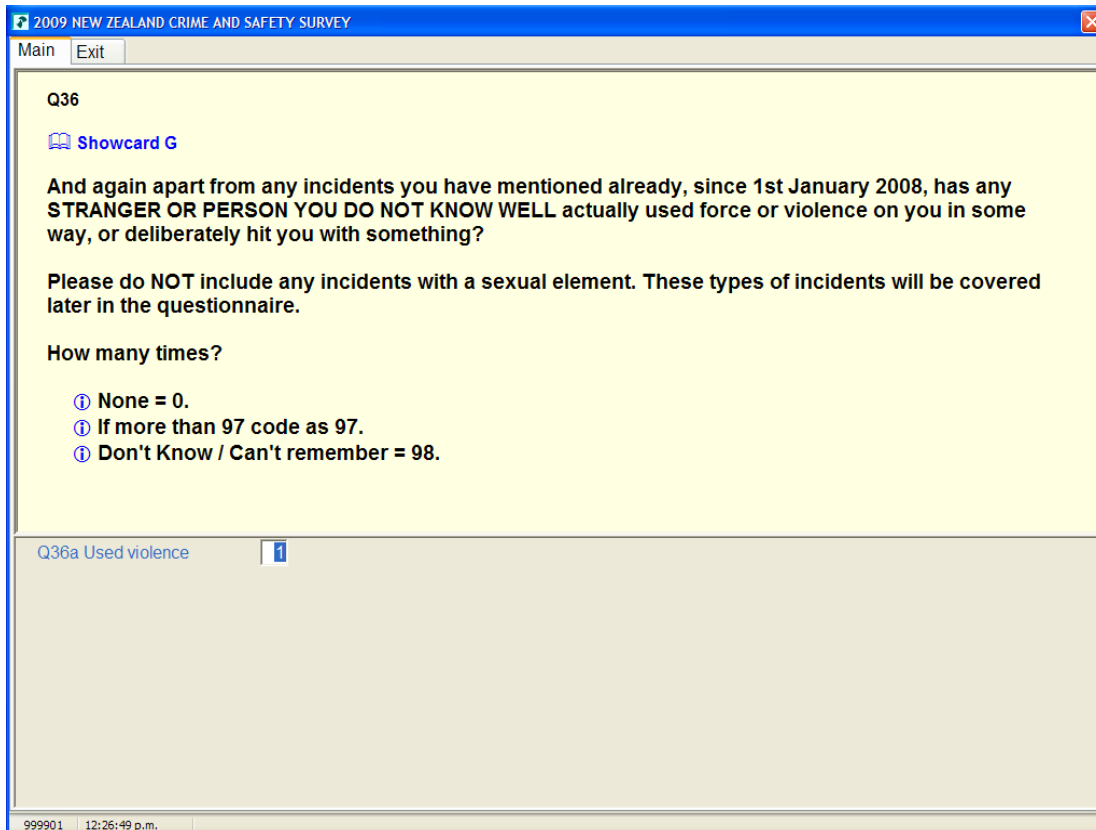 2009 NEW ZEALAND CRIME AND SAFETY SURVEY
Main Exit
Q36
Showcard G
And again apart from any incidents you have mentioned already, since 1st January 2008, has any
STRANGER OR PERSON YOU DO NOT KNOW WELL actually used force or violence on you in some
way, or deliberately hit you with something?
Please do NOT include any incidents with a sexual element. These types of incidents will be covered
later in the questionnaire.
How many times?
None = 0.
If more than 97 code as 97.
Don't Know / Can't remember = 98.
Q36a Used violence 1
999901 12:26:49 p.m.